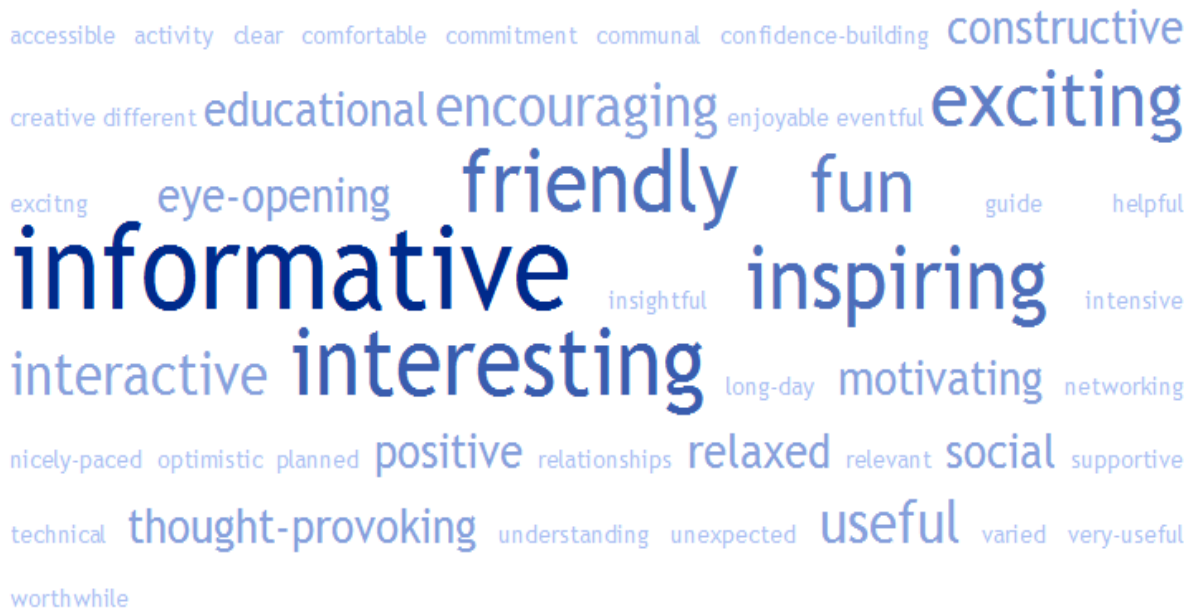 accessible activity clear comfortable commitment communal confidence-building constructive
creative different educational encouraging enjoyable eventful exciting
excitng eye-opening friendly fun guide helpful
informative insightful inspiring intensive
interactive interesting long-day motivating networking
nicely-paced optimistic planned positive relationships relaxed relevant social supportive
technical thought-provoking understanding unexpected useful varied very-useful
worthwhile